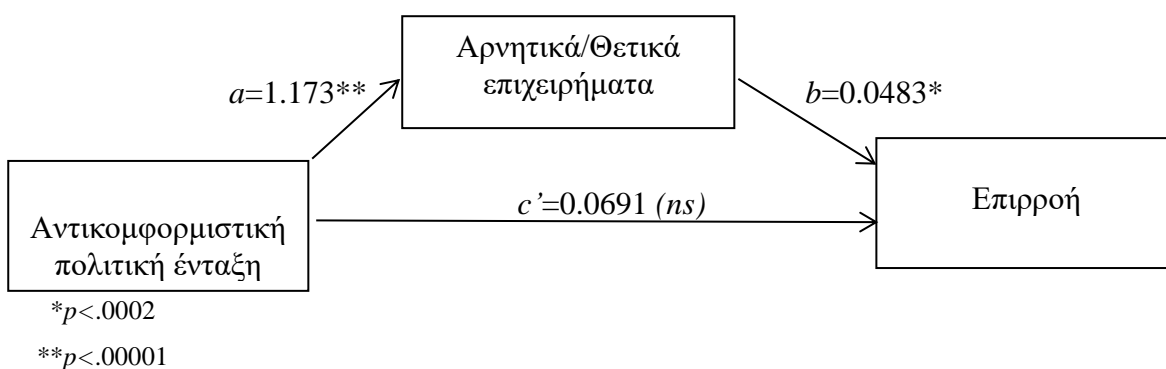 Αρνητικά/Θετικά
επιχειρήματα
a=1.173**
b=0.0483*
c’=0.0691 (ns)
Επιρροή
Αντικομφορμιστική
πολιτική ένταξη
*p<.0002
**p<.00001